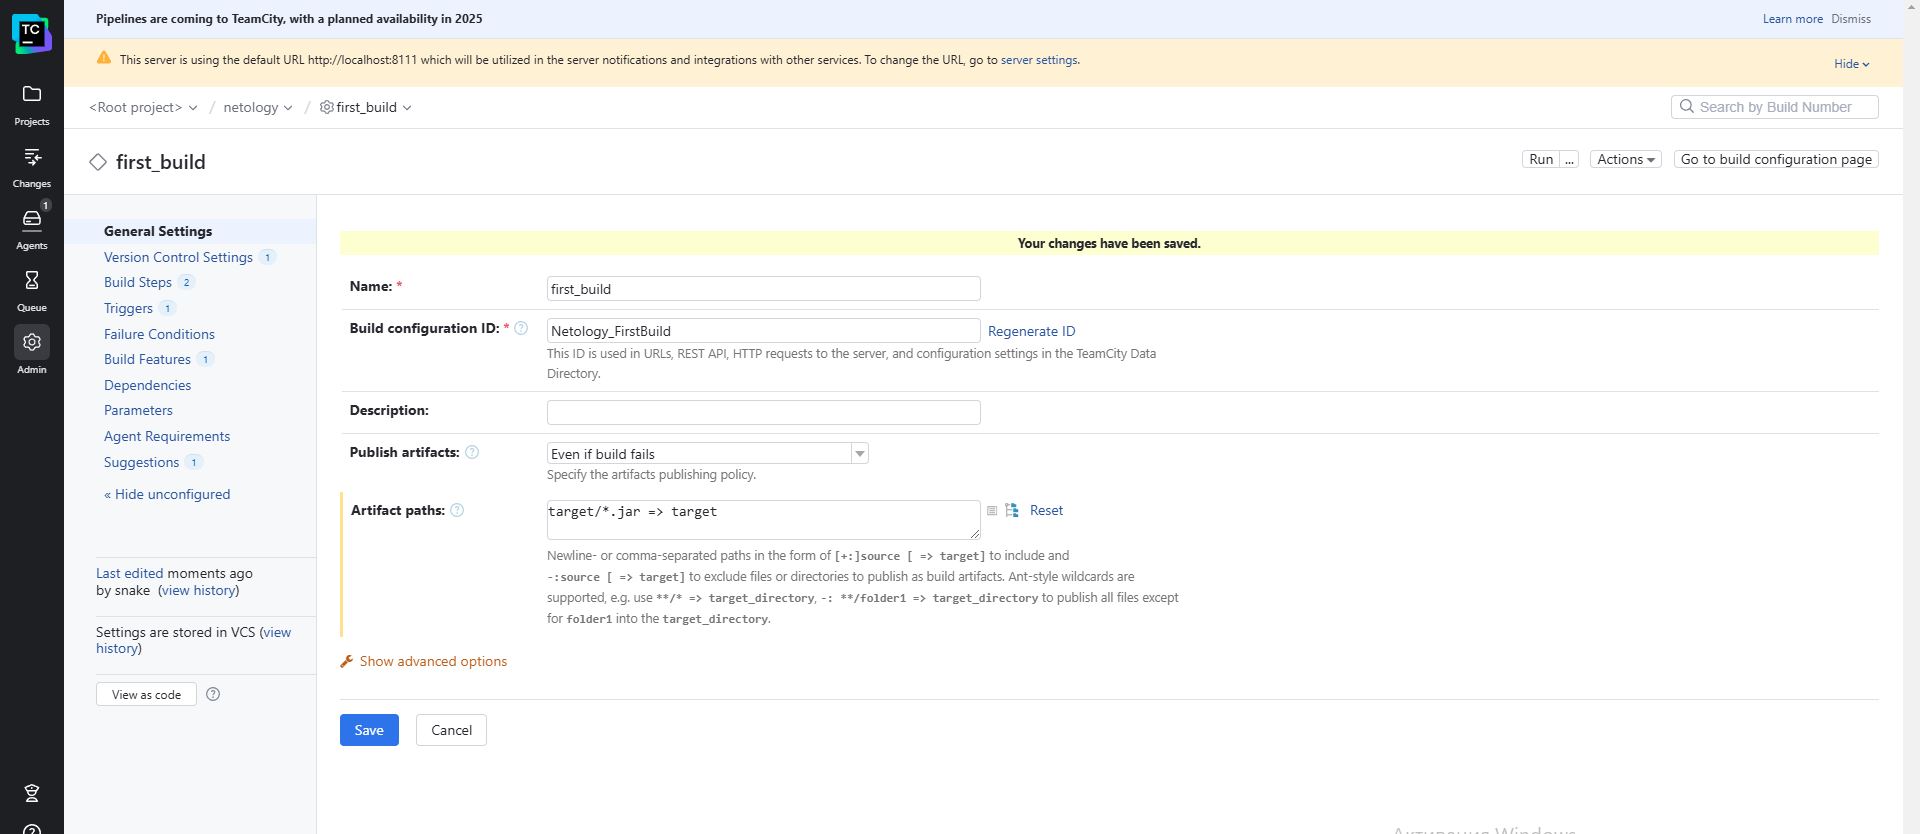 Pipelines are coming to TeamCity, with a planned availability in 2025
Learn more Dismiss
This server is using the default URL http://localhost:8111 which will be utilized in the server notifications and integrations with other services. To change the URL, go to server settings.
Hide
<Root project> / netology / first_build
Search by Build Number
first_build
Run ... Actions Go to build configuration page
TC
Projects
Changes
1
Agents
Queue
Admin
General Settings
Version Control Settings 1
Build Steps 2
Triggers 1
Failure Conditions
Build Features 1
Dependencies
Parameters
Agent Requirements
Suggestions 1
« Hide unconfigured
Last edited moments ago
by snake (view history)
Settings are stored in VCS (view
history)
View as code ?
Your changes have been saved.
Name: * first_build
Build configuration ID: * ? Netology_FirstBuild Regenerate ID
This ID is used in URLs, REST API, HTTP requests to the server, and configuration settings in the TeamCity Data
Directory.
Description:
Publish artifacts: ? Even if build fails
Specify the artifacts publishing policy.
Artifact paths: ? target/*.jar => target Reset
Newline- or comma-separated paths in the form of [+:]source [ => target] to include and
-:source [ => target] to exclude files or directories to publish as build artifacts. Ant-style wildcards are
supported, e.g. use **/* => target_directory, -: **/folder1 => target_directory to publish all files except
for folder1 into the target_directory.
Show advanced options
Save Cancel
Активация Windows